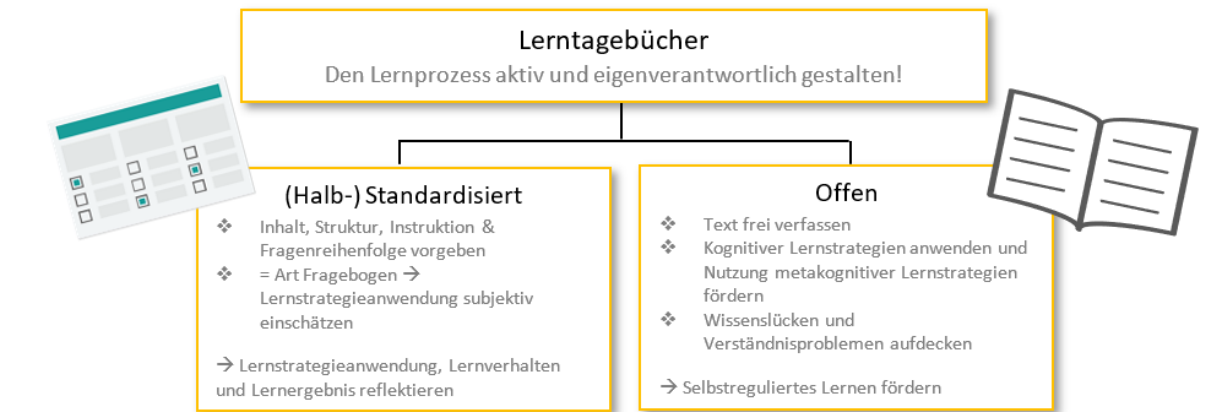 Lerntagebücher
Den Lernprozess aktiv und eigenverantwortlich gestalten!
(Halb-) Standardisiert
❖ Inhalt, Struktur, Instruktion &
Fragenreihenfolge vorgeben
❖ = Art Fragebogen →
Lernstrategieanwendung subjektiv
einschätzen
→ Lernstrategieanwendung, Lernverhalten
und Lernergebnis reflektieren
Offen
❖ Text frei verfassen
❖ Kognitiver Lernstrategien anwenden und
Nutzung metakognitiver Lernstrategien
fördern
❖ Wissenslücken und
Verständnisproblemen aufdecken
→ Selbstreguliertes Lernen fördern